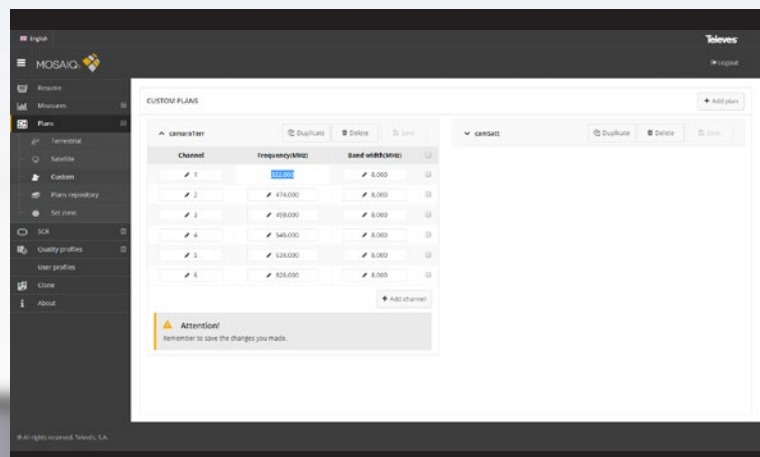 English
Televes
MOSAIQ
Logout
Resume
Measures
Plans
Terrestrial
Satellite
Custom
Plans repository
Set zone
SCR
Quality profiles
User profiles
Clone
About
CUSTOM PLANS
Add plan
camaraTerr Duplicate Delete Save
Channel Frequency(MHz) Band width(MHz)
1 322.000 8.000
2 474.000 8.000
3 498.000 8.000
4 546.000 8.000
5 634.000 8.000
6 826.000 8.000
Add channel
Attention!
Remember to save the changes you made.
camSat1 Duplicate Delete Save
© All rights reserved, Televés, S.A.